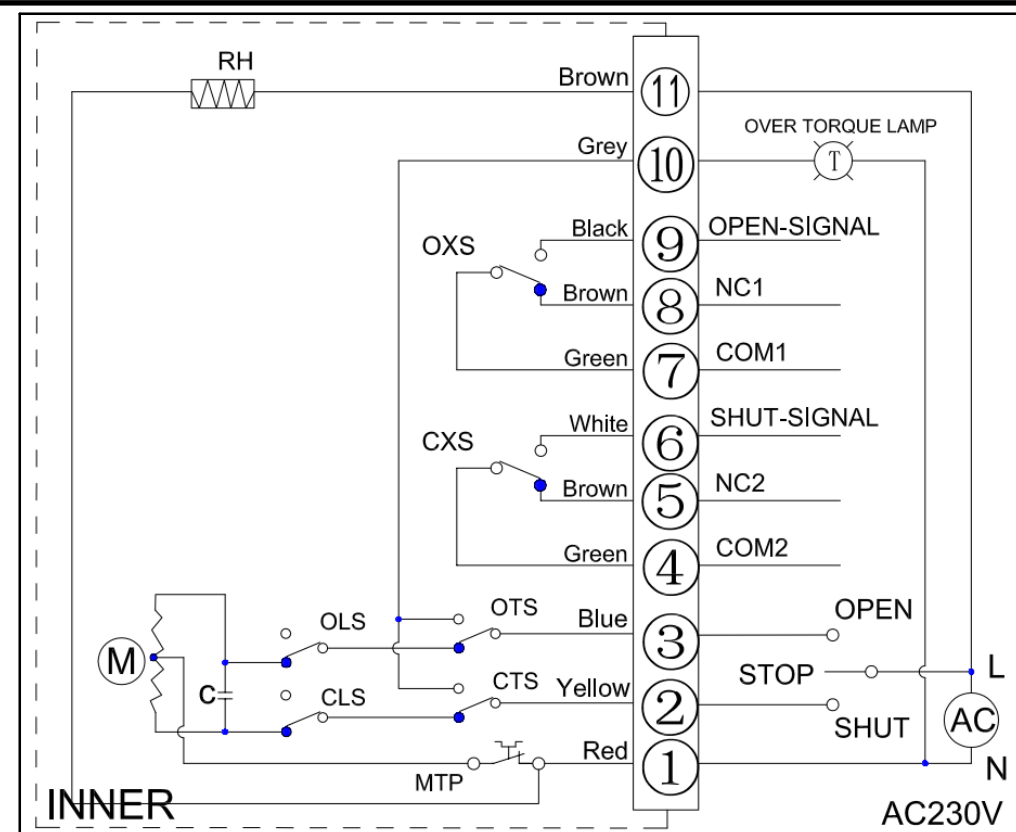 RH
Brown
11
OVER TORQUE LAMP
Grey
10
T
Black
9
OPEN-SIGNAL
OXS
Brown
8
NC1
Green
7
COM1
White
6
SHUT-SIGNAL
CXS
Brown
5
NC2
Green
4
COM2
OLS
OTS
Blue
3
OPEN
M
STOP
L
C
CLS
CTS
Yellow
2
SHUT
AC
MTP
Red
1
N
INNER
AC230V